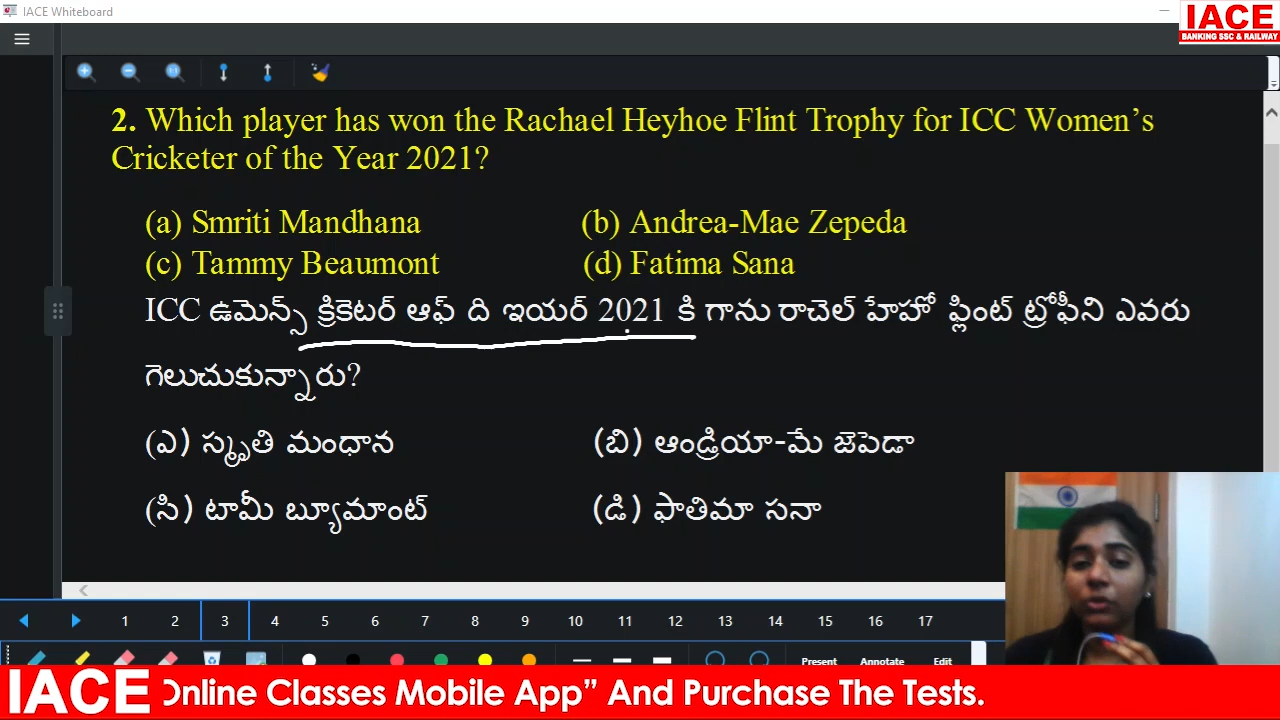 IACE Whiteboard
IACE
BANKING SSC & RAILWAY
2. Which player has won the Rachael Heyhoe Flint Trophy for ICC Women's
Cricketer of the Year 2021?
(a) Smriti Mandhana (b) Andrea-Mae Zepeda
(c) Tammy Beaumont (d) Fatima Sana
ICC ఉమెన్స్ క్రికెటర్ ఆఫ్ ది ఇయర్ 2021 కి గాను రాచెల్ హేహో ఫ్లింట్ ట్రోఫీని ఎవరు
గెలుచుకున్నారు?
(ఎ) స్మృతి మంధాన (బి) ఆండ్రియా-మే జెపెడా
(సి) టామీ బ్యూమాంట్ (డి) ఫాతిమా సనా
1 2 3 4 5 6 7 8 9 10 11 12 13 14 15 16 17
Present Annotate Edit
IACE Online Classes Mobile App” And Purchase The Tests.